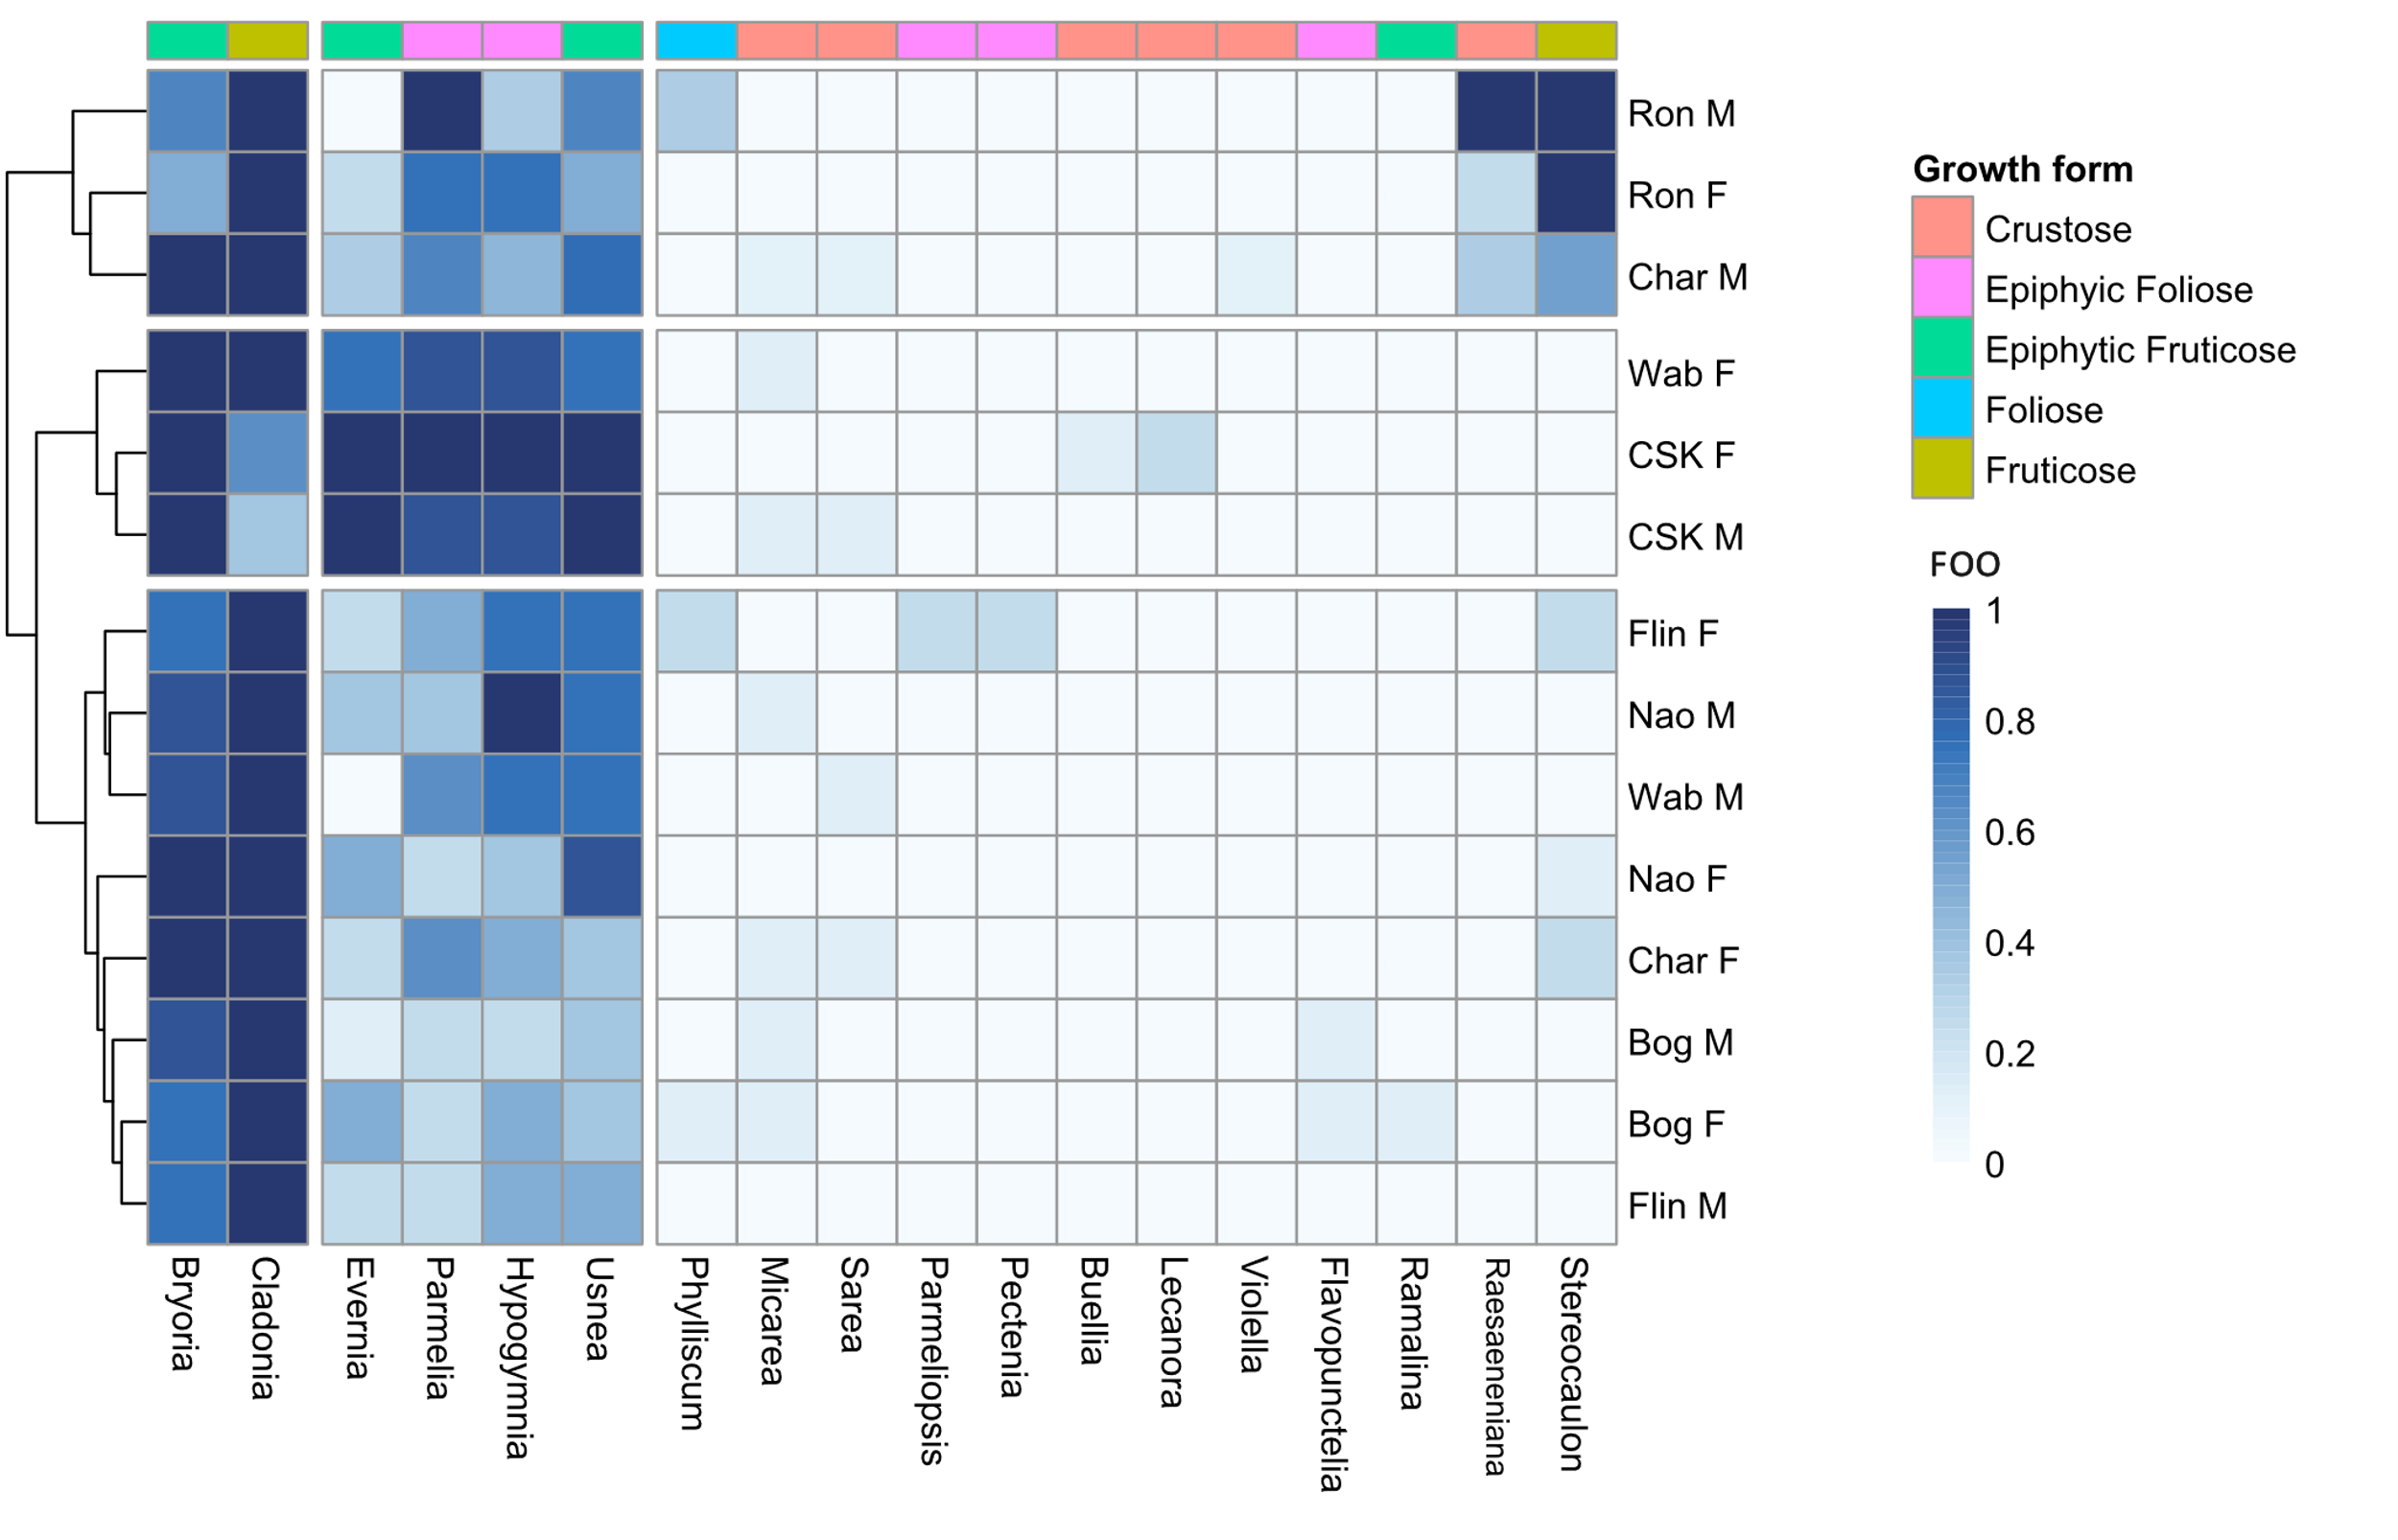 Ron M
Ron F
Char M
Wab F
CSK F
CSK M
Flin F
Nao M
Wab M
Nao F
Char F
Bog M
Bog F
Flin M
Bryoria
Cladonia
Evernia
Parmelia
Hypogymnia
Usnea
Phylliscum
Micarea
Sarea
Parmeliopsis
Pectenia
Buellia
Lecanora
Violella
Flavopunctelia
Ramalina
Raesaeneniana
Stereocaulon
Growth form
Crustose
Epiphyic Foliose
Epiphytic Fruticose
Foliose
Fruticose
FOO
1
0.8
0.6
0.4
0.2
0